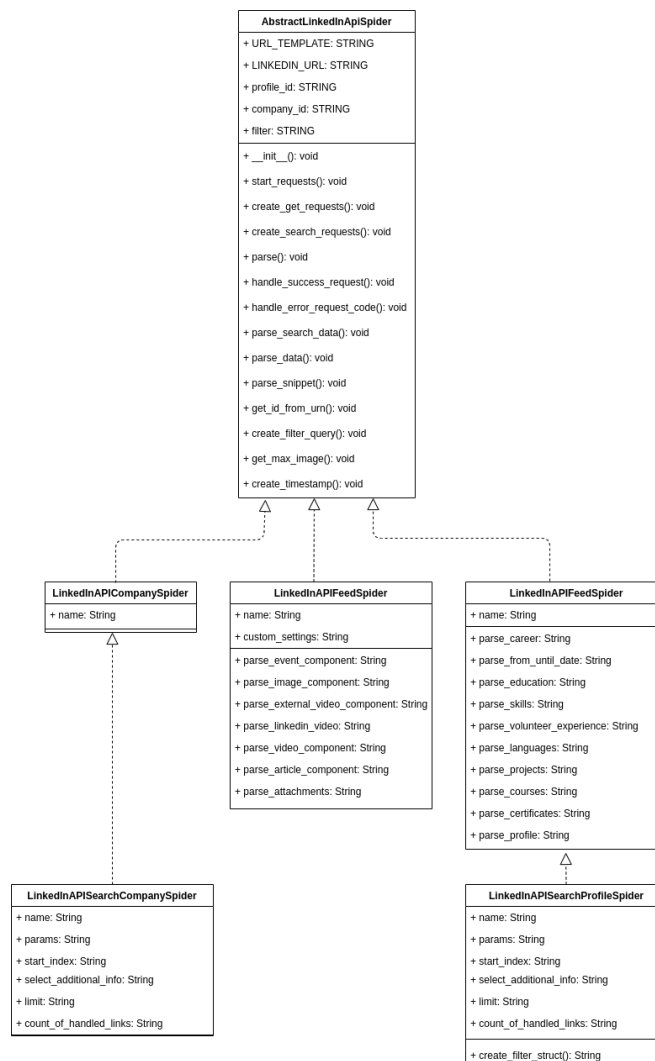 AbstractLinkedInApiSpider
+ URL_TEMPLATE: STRING
+ LINKEDIN_URL: STRING
+ profile_id: STRING
+ company_id: STRING
+ filter: STRING
+ __init__(): void
+ start_requests(): void
+ create_get_requests(): void
+ create_search_requests(): void
+ parse(): void
+ handle_success_request(): void
+ handle_error_request_code(): void
+ parse_search_data(): void
+ parse_data(): void
+ parse_snippet(): void
+ get_id_from_urn(): void
+ create_filter_query(): void
+ get_max_image(): void
+ create_timestamp(): void
LinkedInAPICompanySpider
+ name: String
LinkedInAPIFeedSpider
+ name: String
+ custom_settings: String
+ parse_event_component: String
+ parse_image_component: String
+ parse_external_video_component: String
+ parse_linkedin_video: String
+ parse_video_component: String
+ parse_article_component: String
+ parse_attachments: String
LinkedInAPIFeedSpider
+ name: String
+ parse_career: String
+ parse_from_until_date: String
+ parse_education: String
+ parse_skills: String
+ parse_volunteer_experience: String
+ parse_languages: String
+ parse_projects: String
+ parse_courses: String
+ parse_certificates: String
+ parse_profile: String
LinkedInAPISearchCompanySpider
+ name: String
+ params: String
+ start_index: String
+ select_additional_info: String
+ limit: String
+ count_of_handled_links: String
LinkedInAPISearchProfileSpider
+ name: String
+ params: String
+ start_index: String
+ select_additional_info: String
+ limit: String
+ count_of_handled_links: String
+ create_filter_struct(): String